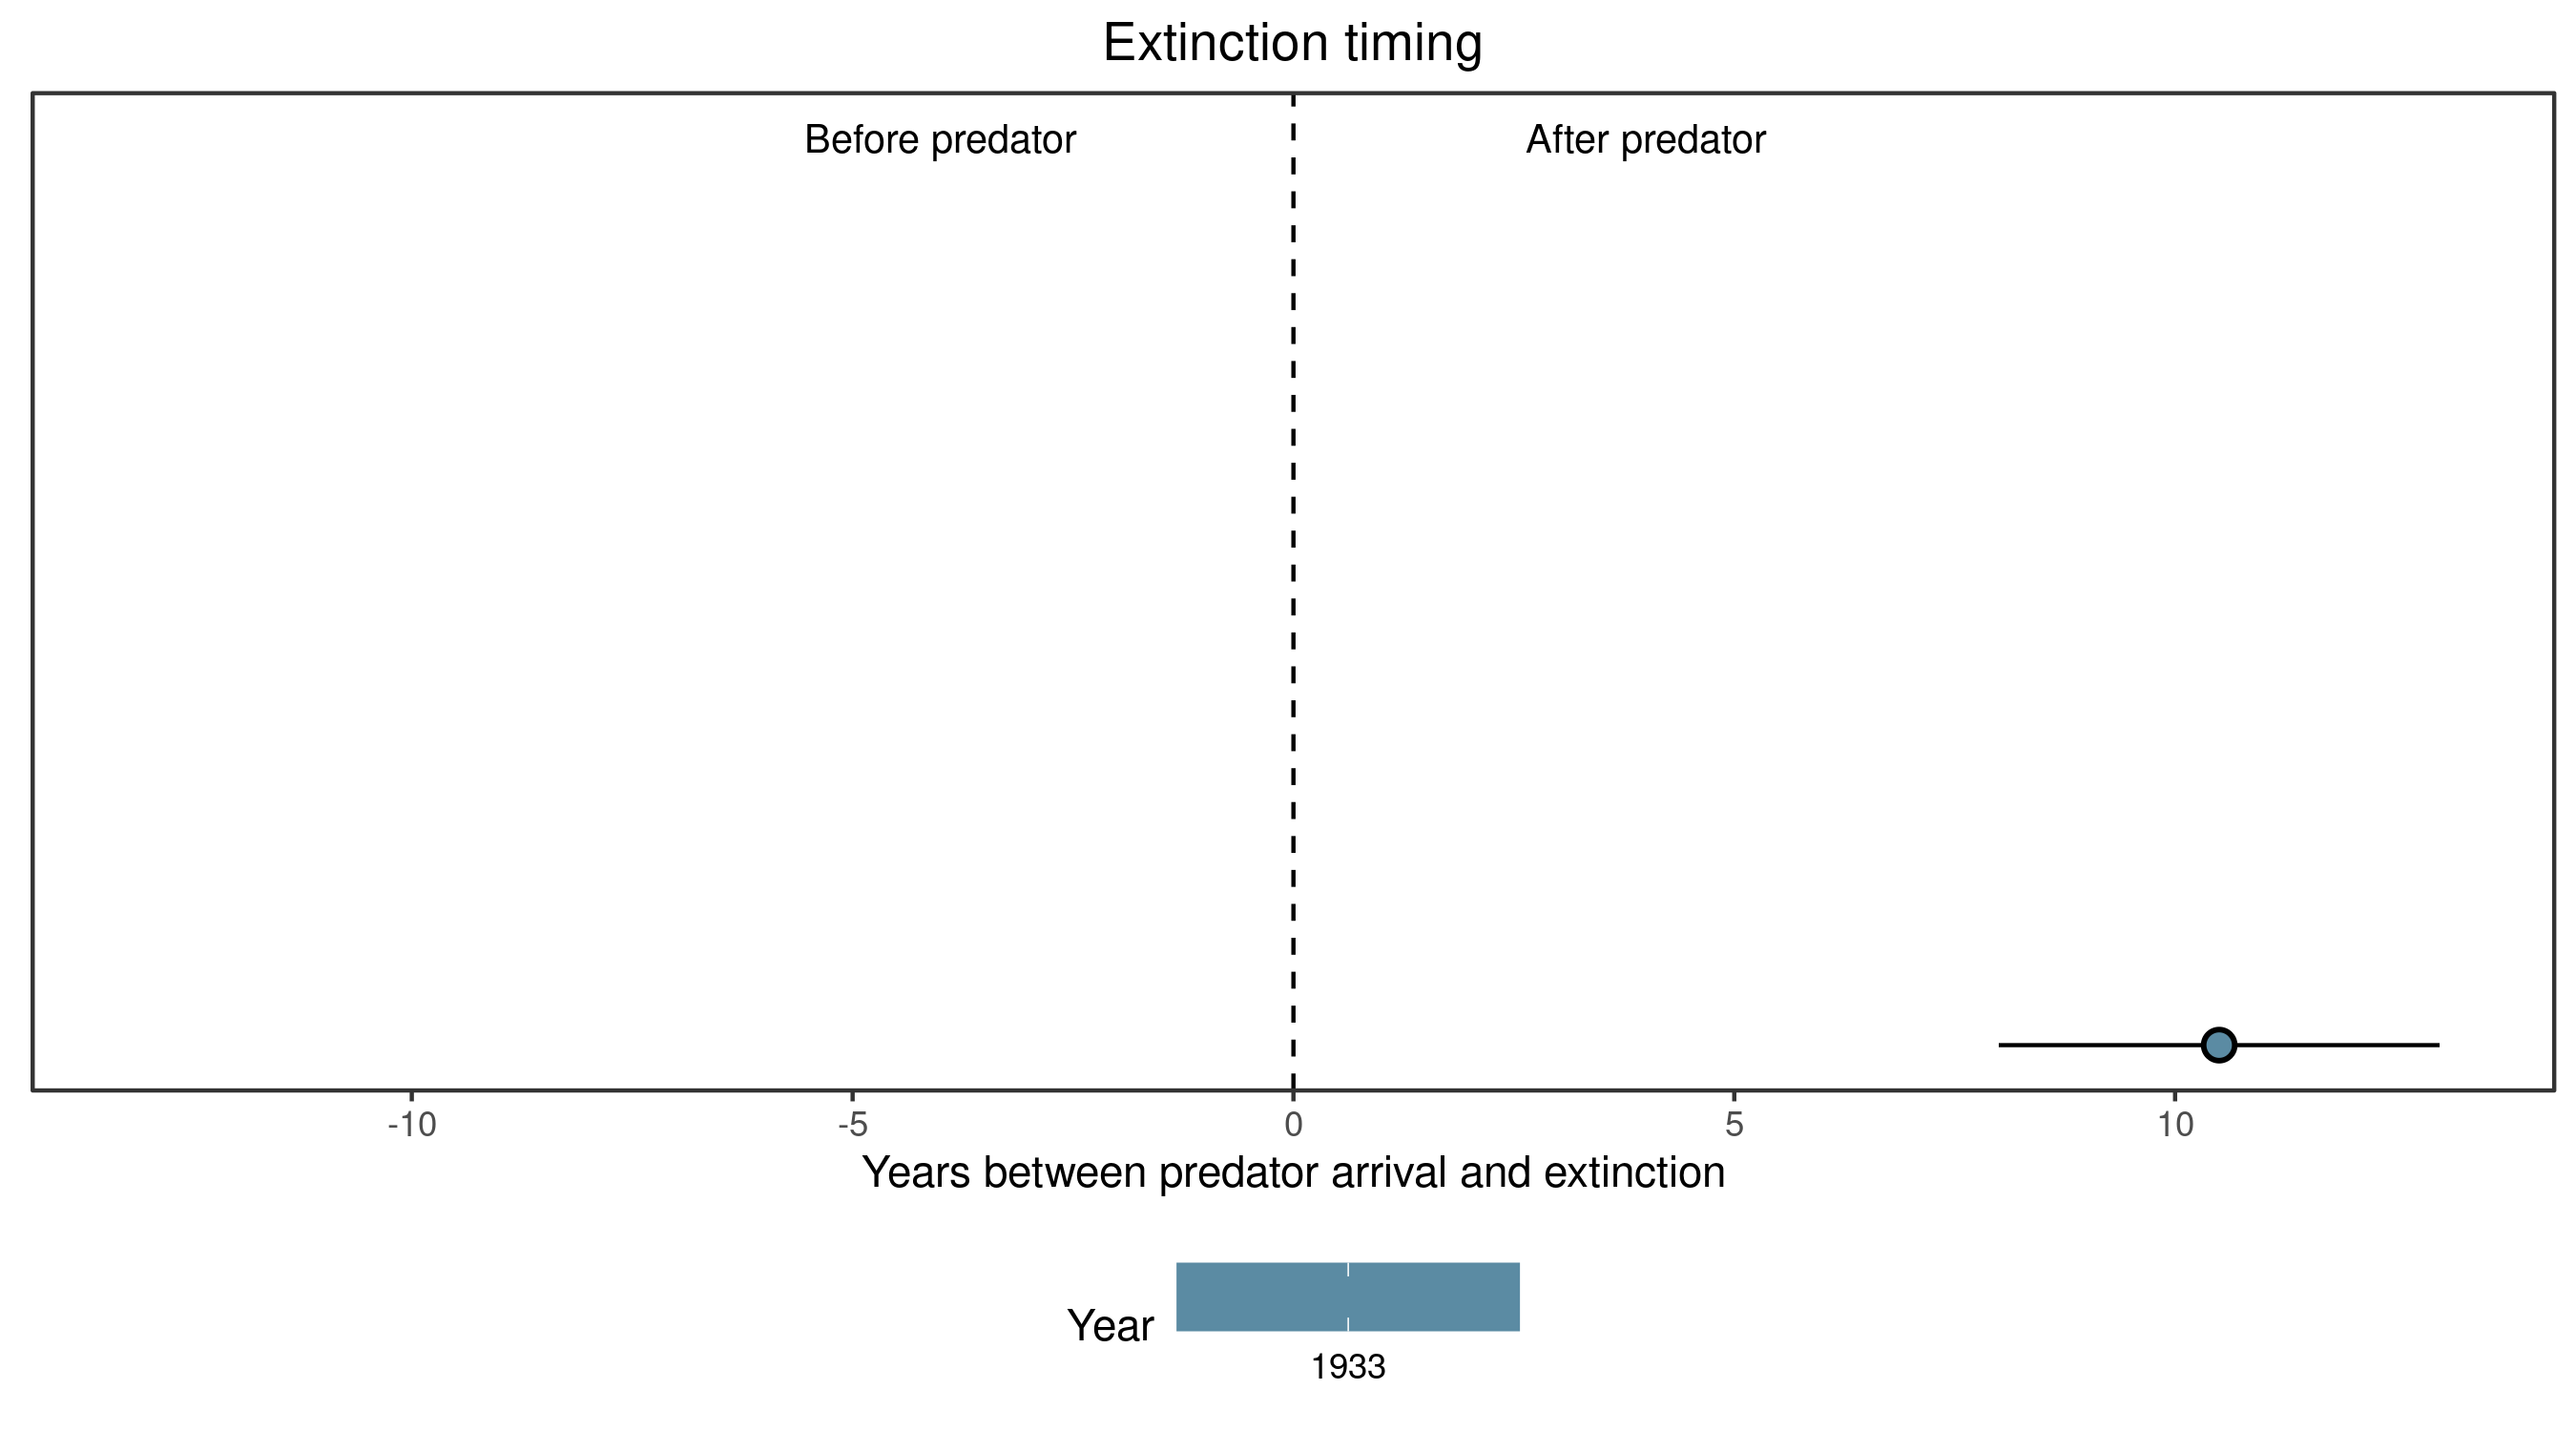 Extinction timing
Before predator
After predator
-10
-5
0
5
10
Years between predator arrival and extinction
Year
1933